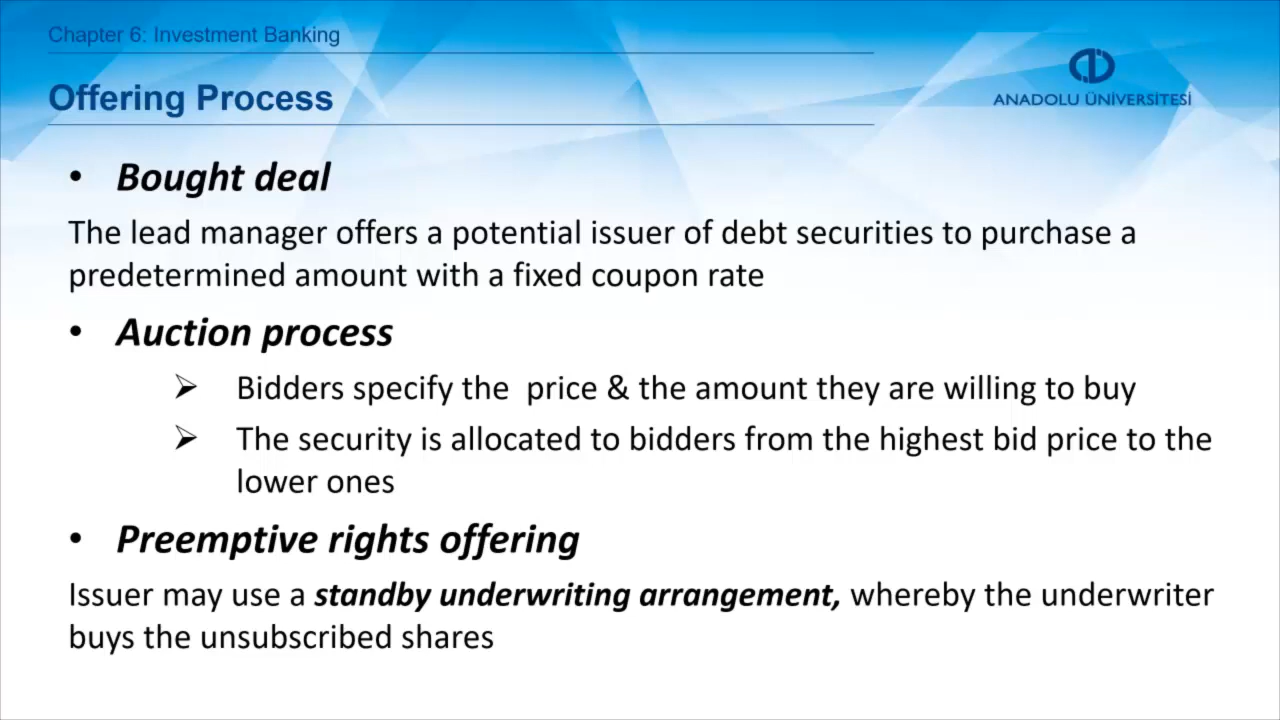 Chapter 6: Investment Banking
Offering Process
ANADOLU ÜNİVERSİTESİ
• Bought deal
The lead manager offers a potential issuer of debt securities to purchase a
predetermined amount with a fixed coupon rate
• Auction process
➢ Bidders specify the  price & the amount they are willing to buy
➢ The security is allocated to bidders from the highest bid price to the
lower ones
• Preemptive rights offering
Issuer may use a standby underwriting arrangement, whereby the underwriter
buys the unsubscribed shares